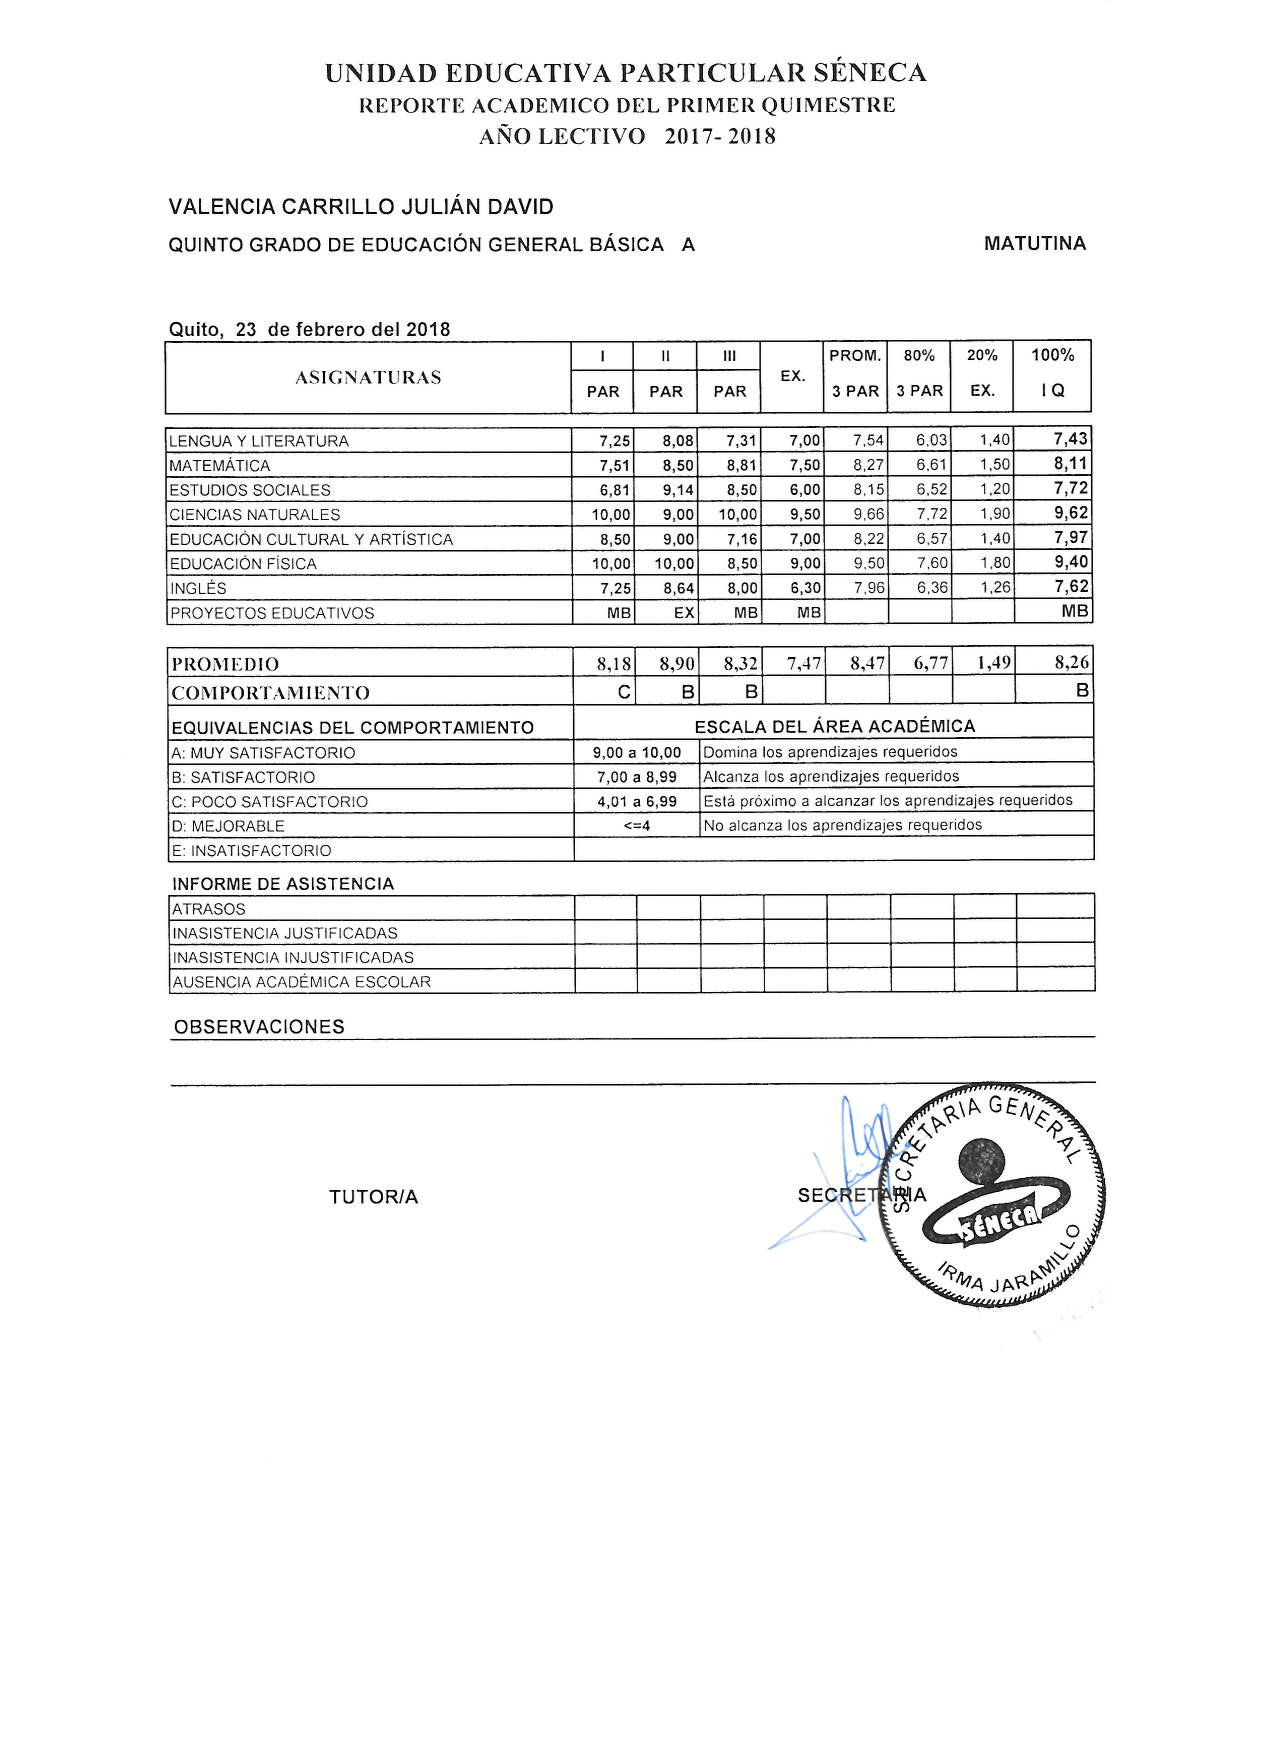 UNIDAD EDUCATIVA PARTICULAR SÉNECA
REPORTE ACADEMICO DEL PRIMER QUIMESTRE
AÑO LECTIVO 2017- 2018
VALENCIA CARRILLO JULIÁN DAVID
QUINTO GRADO DE EDUCACIÓN GENERAL BÁSICA A MATUTINA
Quito, 23 de febrero del 2018
ASIGNATURAS I PAR II PAR III PAR EX. PROM. 3 PAR 80% 3 PAR 20% EX. 100% I Q
LENGUA Y LITERATURA 7,25 8,08 7,31 7,00 7,54 6,03 1,40 7,43
MATEMÁTICA 7,51 8,50 8,81 7,50 8,27 6,61 1,50 8,11
ESTUDIOS SOCIALES 6,81 9,14 8,50 6,00 8,15 6,52 1,20 7,72
CIENCIAS NATURALES 10,00 9,00 10,00 9,50 9,66 7,72 1,90 9,62
EDUCACIÓN CULTURAL Y ARTÍSTICA 8,50 9,00 7,16 7,00 8,22 6,57 1,40 7,97
EDUCACIÓN FÍSICA 10,00 10,00 8,50 9,00 9,50 7,60 1,80 9,40
INGLÉS 7,25 8,64 8,00 6,30 7,96 6,36 1,26 7,62
PROYECTOS EDUCATIVOS MB EX MB MB MB
PROMEDIO 8,18 8,90 8,32 7,47 8,47 6,77 1,49 8,26
COMPORTAMIENTO C B B B
EQUIVALENCIAS DEL COMPORTAMIENTO ESCALA DEL ÁREA ACADÉMICA
A: MUY SATISFACTORIO 9,00 a 10,00 Domina los aprendizajes requeridos
B: SATISFACTORIO 7,00 a 8,99 Alcanza los aprendizajes requeridos
C: POCO SATISFACTORIO 4,01 a 6,99 Está próximo a alcanzar los aprendizajes requeridos
D: MEJORABLE <=4 No alcanza los aprendizajes requeridos
E: INSATISFACTORIO
INFORME DE ASISTENCIA
ATRASOS
INASISTENCIA JUSTIFICADAS
INASISTENCIA INJUSTIFICADAS
AUSENCIA ACADÉMICA ESCOLAR
OBSERVACIONES
TUTOR/A SECRETARIA
SECRETARIA GENERAL
SÉNECA
IRMA JARAMILLO